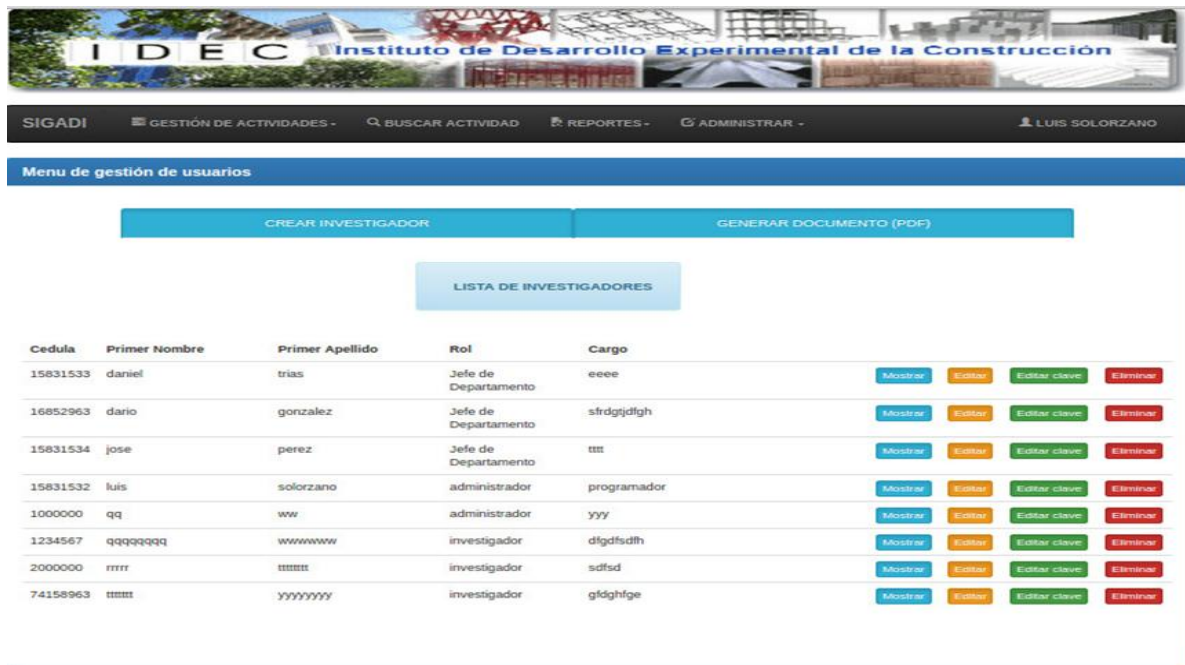 IDEC Instituto de Desarrollo Experimental de la Construcción
SIGADI GESTIÓN DE ACTIVIDADES BUSCAR ACTIVIDAD REPORTES ADMINISTRAR LUIS SOLORZANO
Menu de gestión de usuarios
CREAR INVESTIGADOR GENERAR DOCUMENTO (PDF)
LISTA DE INVESTIGADORES
Cedula Primer Nombre Primer Apellido Rol Cargo
15831533 daniel trias Jefe de Departamento eeee Mostrar Editar Editar clave Eliminar
16852963 dario gonzalez Jefe de Departamento sfrdgtjdfgh Mostrar Editar Editar clave Eliminar
15831534 jose perez Jefe de Departamento tttt Mostrar Editar Editar clave Eliminar
15831532 luis solorzano administrador programador Mostrar Editar Editar clave Eliminar
1000000 qq ww administrador yyy Mostrar Editar Editar clave Eliminar
1234567 qqqqqqqq wwwwwww investigador dfgdfsdfh Mostrar Editar Editar clave Eliminar
2000000 rrrrr investigador sdfsd Mostrar Editar Editar clave Eliminar
74158963 yyyyyyyy investigador gfdghfge Mostrar Editar Editar clave Eliminar